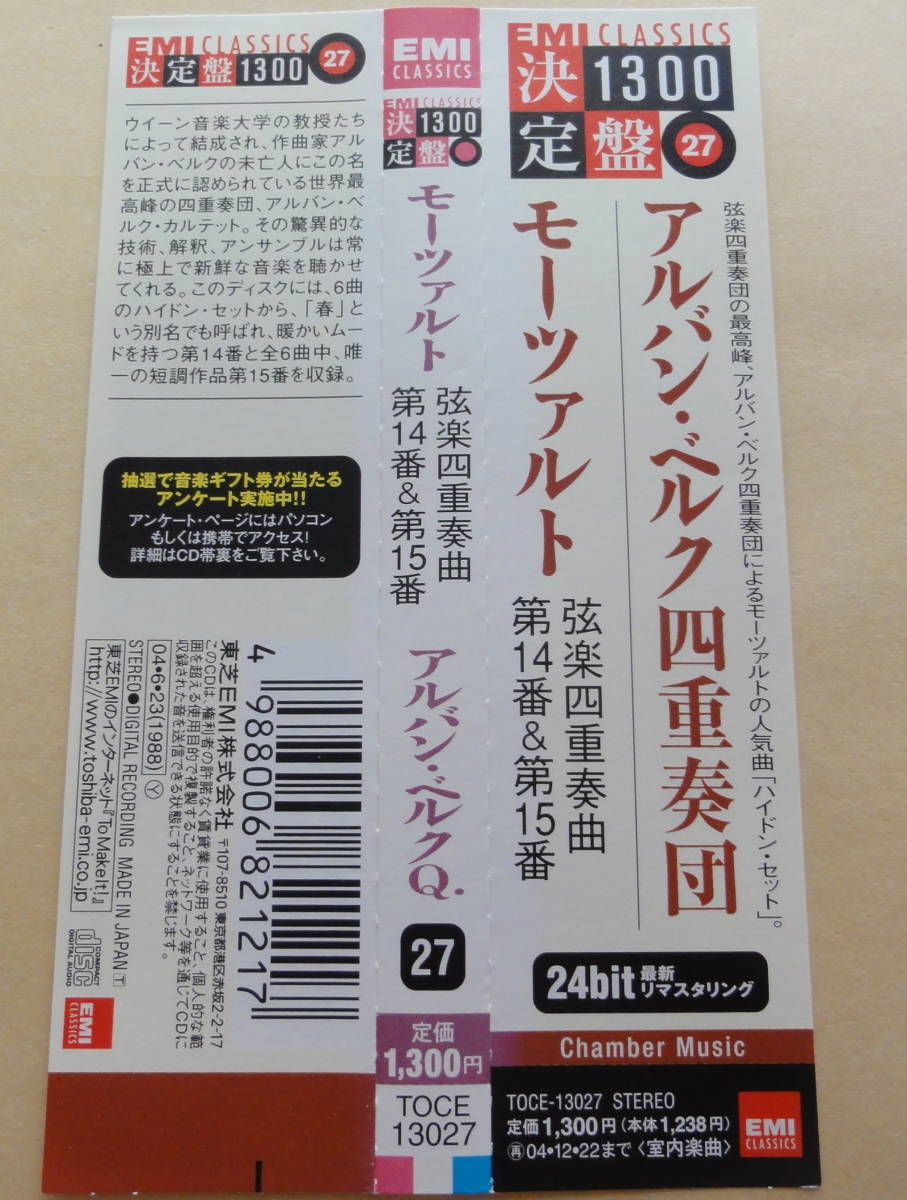 EMI CLASSICS
決定盤1300
27
ウイーン音楽大学の教授たち
によって結成され、作曲家アル
バン・ベルクの未亡人にこの名
を正式に認められている世界最
高峰の四重奏団、アルバン・ベ
ルク・カルテット。その驚異的な
技術、解釈、アンサンブルは常
に極上で新鮮な音楽を聴かせ
てくれる。このディスクには、6曲
のハイドン・セットから、「春」と
いう別名でも呼ばれ、暖かいムー
ドを持つ第14番と全6曲中、唯
一の短調作品第15番を収録。
抽選で音楽ギフト券が当たる
アンケート実施中!!
アンケート・ページにはパソコン
もしくは携帯でアクセス!
詳細はCD帯裏をご覧下さい。
4 988006 821217
東芝EMI株式会社 〒107-8510 東京都港区赤坂2-2-17
このCDは、権利者の許諾なく賃貸業に使用すること、個人的な範
囲を超える使用目的で複製すること、ネットワーク等を通じてCDに
収録された音を送信できる状態にすることを禁じます。
04・6・23(1988) Ⓨ
STEREO●DIGITAL RECORDING MADE IN JAPAN T
東芝EMIのインターネット『To Make It!』
http://www.toshiba-emi.co.jp
COMPACT
disc
DIGITAL AUDIO
EMI
CLASSICS
EMI
CLASSICS
EMI CLASSICS
決1300
定盤
モーツァルト
弦楽四重奏曲
第14番&第15番
アルバン・ベルクQ.
27
定価
1,300円
TOCE
13027
EMI CLASSICS
決1300
定盤27
弦楽四重奏団の最高峰、アルバン・ベルク四重奏団によるモーツァルトの人気曲「ハイドン・セット」。
アルバン・ベルク四重奏団
モーツァルト
弦楽四重奏曲
第14番&第15番
24bit 最新
リマスタリング
Chamber Music
TOCE-13027 STEREO
定価1,300円(本体1,238円)
再04・12・22まで〈室内楽曲〉
EMI
CLASSICS